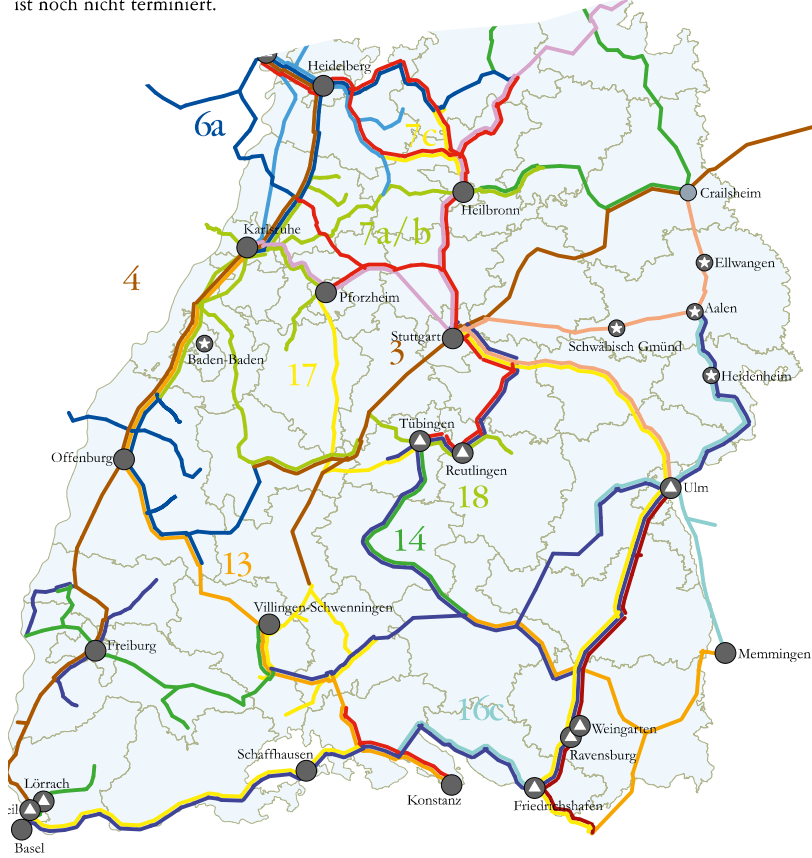 ist noch nicht terminiert.
Heidelberg
6a
7c
Crailsheim
Heilbronn
Karlsruhe
7a/b
Ellwangen
4
Pforzheim
Aalen
Stuttgart
Schwäbisch Gmünd
3
Baden-Baden
17
Heidenheim
Tübingen
Offenburg
Reutlingen
Ulm
18
14
13
Villingen-Schwenningen
Freiburg
Memmingen
16c
Weingarten
Schaffhausen
Ravensburg
Lörrach
Konstanz
Friedrichshafen
eil
Basel